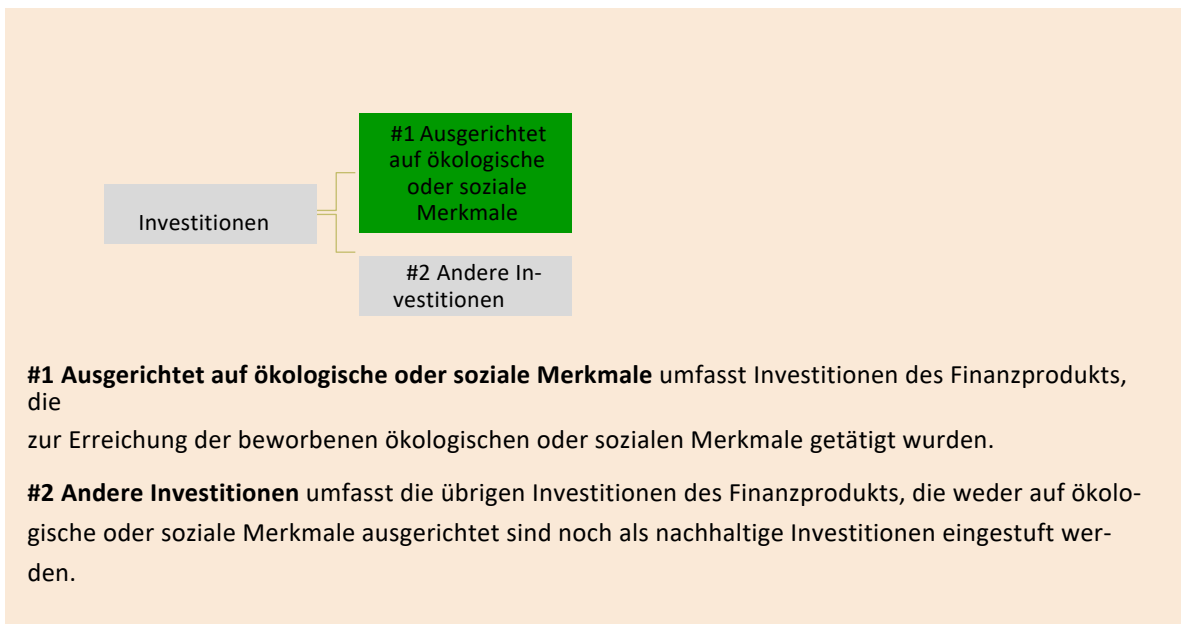 #1 Ausgerichtet
auf ökologische
oder soziale
Merkmale
Investitionen
#2 Andere In-
vestitionen
#1 Ausgerichtet auf ökologische oder soziale Merkmale umfasst Investitionen des Finanzprodukts,
die
zur Erreichung der beworbenen ökologischen oder sozialen Merkmale getätigt wurden.
#2 Andere Investitionen umfasst die übrigen Investitionen des Finanzprodukts, die weder auf ökolo-
gische oder soziale Merkmale ausgerichtet sind noch als nachhaltige Investitionen eingestuft wer-
den.